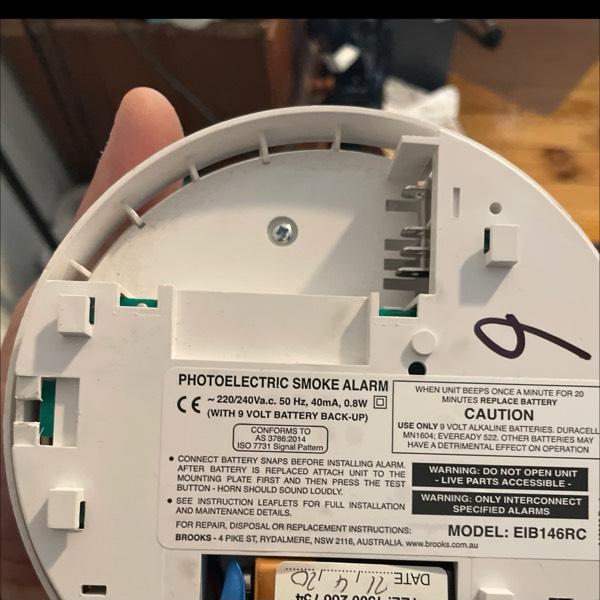 9
PHOTOELECTRIC SMOKE ALARM
CE ~ 220/240Va.c. 50 Hz, 40mA, 0.8W
(WITH 9 VOLT BATTERY BACK-UP)
CONFORMS TO
AS 3786:2014
ISO 7731 Signal Pattern
• CONNECT BATTERY SNAPS BEFORE INSTALLING ALARM.
AFTER BATTERY IS REPLACED ATTACH UNIT TO THE
MOUNTING PLATE FIRST AND THEN PRESS THE TEST
BUTTON - HORN SHOULD SOUND LOUDLY.
• SEE INSTRUCTION LEAFLETS FOR FULL INSTALLATION
AND MAINTENANCE DETAILS.
FOR REPAIR, DISPOSAL OR REPLACEMENT INSTRUCTIONS:
BROOKS - 4 PIKE ST, RYDALMERE, NSW 2116, AUSTRALIA. www.brooks.com.au
WHEN UNIT BEEPS ONCE A MINUTE FOR 20
MINUTES REPLACE BATTERY
CAUTION
USE ONLY 9 VOLT ALKALINE BATTERIES. DURACELL
MN1604; EVEREADY 522. OTHER BATTERIES MAY
HAVE A DETRIMENTAL EFFECT ON OPERATION
WARNING: DO NOT OPEN UNIT
- LIVE PARTS ACCESSIBLE -
WARNING: ONLY INTERCONNECT
SPECIFIED ALARMS
MODEL: EIB146RC
DATE 21,4,20